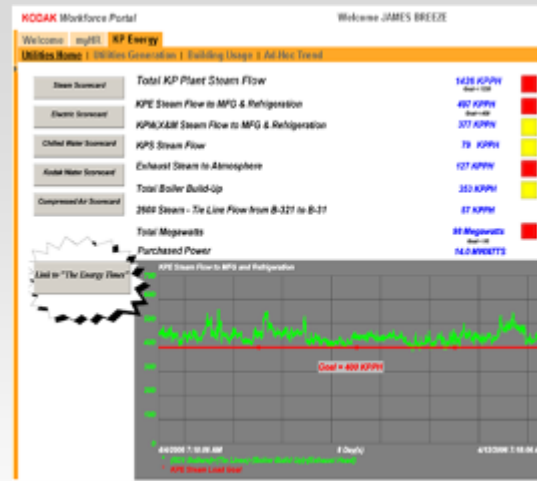 KODAK Workforce Portal
Welcome JAMES BREEZE
Welcome myHR KP Energy
Utilities Home | Utilities Generation | Building Usage | Ad-Hoc Trend
Steam Scorecard
Total KP Plant Steam Flow
KPPH
Electric Scorecard
KPE Steam Flow to MFG & Refrigeration
KPPH
KPM/X&M Steam Flow to MFG & Refrigeration
377 KPPH
Chilled Water Scorecard
KPS Steam Flow
79 KPPH
Kodak Water Scorecard
Exhaust Steam to Atmosphere
127 KPPH
Total Boiler Build-Up
353 KPPH
Compressed Air Scorecard
260# Steam - Tie Line Flow from B-321 to B-31
57 KPPH
Total Megawatts
Megawatts
Purchased Power
14.0
Link to "The Energy Times"
KPE Steam Flow to MFG and Refrigeration
Goal = 400 KPPH
KPE Steam Load Goal